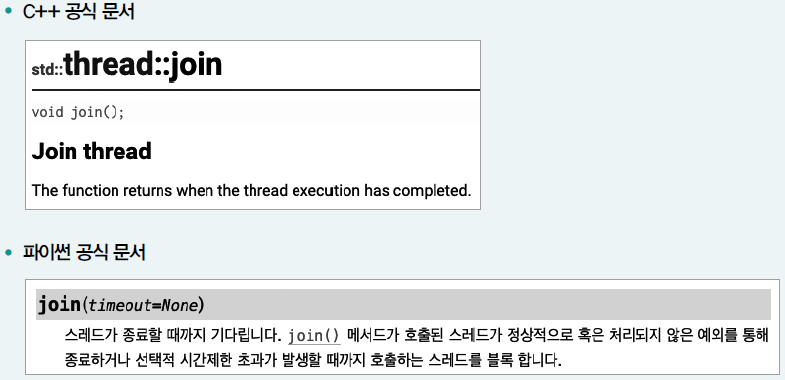 • C++ 공식 문서
std::thread::join
void join();
Join thread
The function returns when the thread execution has completed.
• 파이썬 공식 문서
join(timeout=None)
스레드가 종료할 때까지 기다립니다. join() 메서드가 호출된 스레드가 정상적으로 혹은 처리되지 않은 예외를 통해
종료하거나 선택적 시간제한 초과가 발생할 때까지 호출하는 스레드를 블록 합니다.